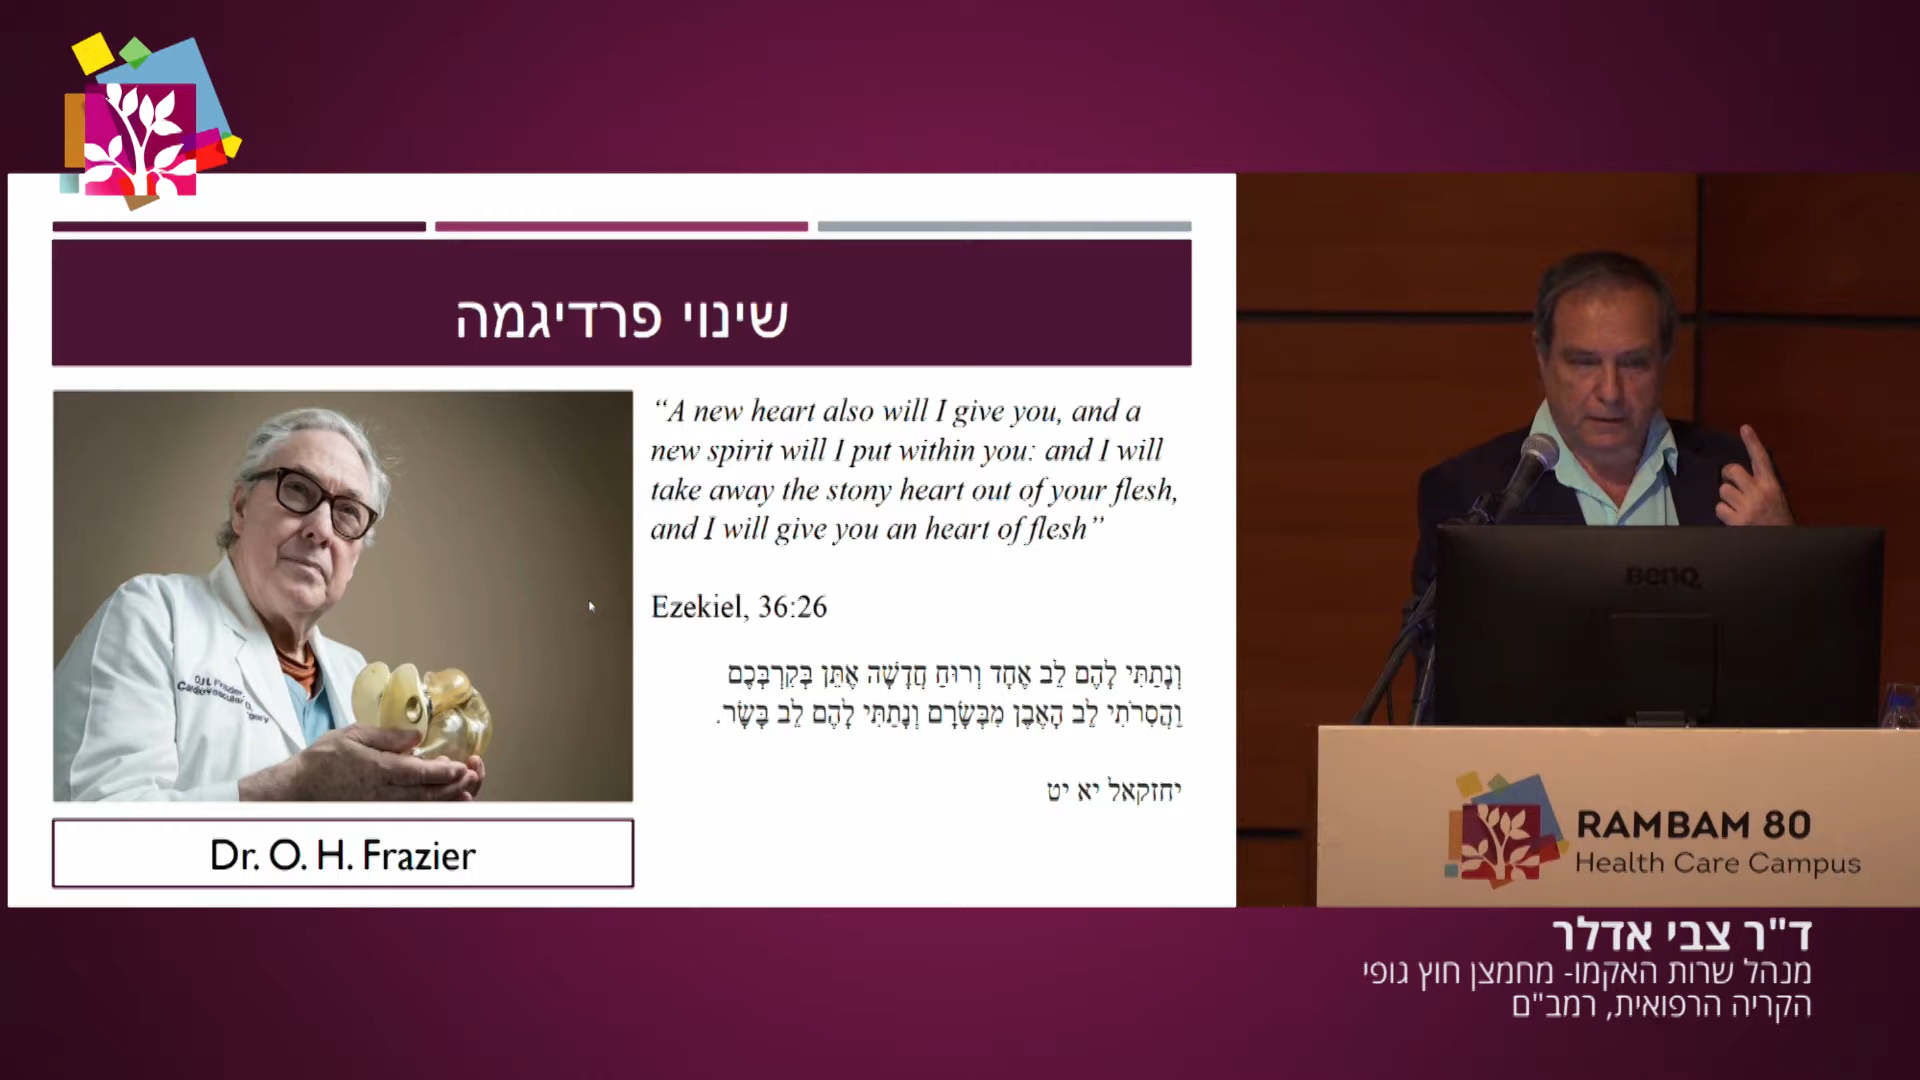 שינוי פרדיגמה
“A new heart also will I give you, and a
new spirit will I put within you: and I will
take away the stony heart out of your flesh,
and I will give you an heart of flesh”
Ezekiel, 36:26
וְנָתַתִּי לָהֶם לֵב אֶחָד וְרוּחַ חֲדָשָׁה אֶתֵּן בְּקִרְבְּכֶם
וַהֲסִרֹתִי לֵב הָאֶבֶן מִבְּשָׂרָם וְנָתַתִּי לָהֶם לֵב בָּשָׂר.
יחזקאל יא יט
O.H. Frazier,
Cardiovascular
Dr. O. H. Frazier
BenQ
RAMBAM 80
Health Care Campus
ד"ר צבי אדלר
מנהל שרות האקמו- מחמצן חוץ גופי
הקריה הרפואית, רמב"ם